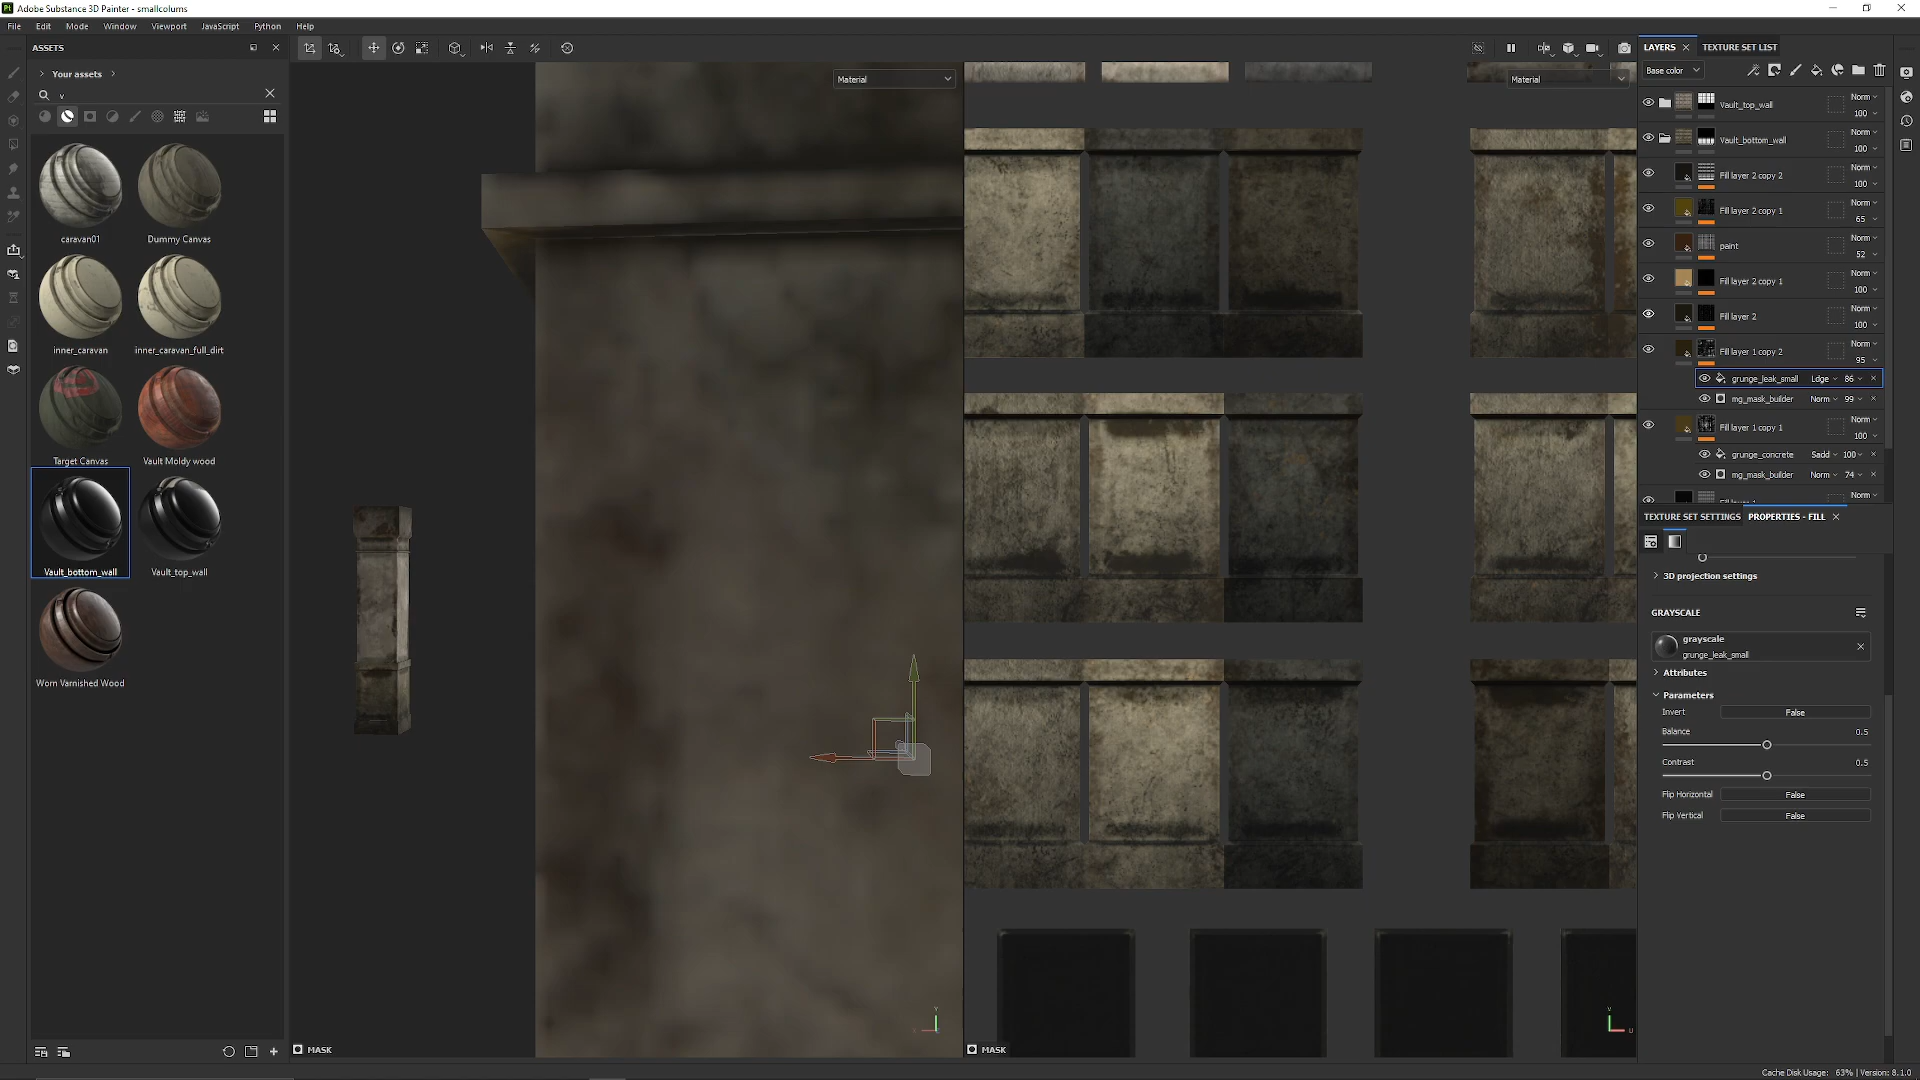 Pt Adobe Substance 3D Painter - smallcolums
File Edit Mode Window Viewport JavaScript Python Help
ASSETS
Your assets
v
caravan01
Dummy Canvas
inner_caravan
inner_caravan_full_dirt
Target Canvas
Vault Moldy wood
Vault_bottom_wall
Vault_top_wall
Worn Varnished Wood
Material
MASK
Y
Material
MASK
V
U
LAYERS
TEXTURE SET LIST
Base color
Vault_top_wall Norm 100
Vault_bottom_wall Norm 100
Fill layer 2 copy 2 Norm 100
Fill layer 2 copy 1 Norm 65
paint Norm 52
Fill layer 2 copy 1 Norm 100
Fill layer 2 Norm 100
Fill layer 1 copy 2 Norm 95
grunge_leak_small Ldge 86
mg_mask_builder Norm 99
Fill layer 1 copy 1 Norm 100
grunge_concrete Sadd 100
mg_mask_builder Norm 74
Norm
TEXTURE SET SETTINGS PROPERTIES - FILL
3D projection settings
GRAYSCALE
grayscale
grunge_leak_small
Attributes
Parameters
Invert False
Balance 0.5
Contrast 0.5
Flip Horizontal False
Flip Vertical False
Cache Disk Usage: 63% | Version: 8.1.0